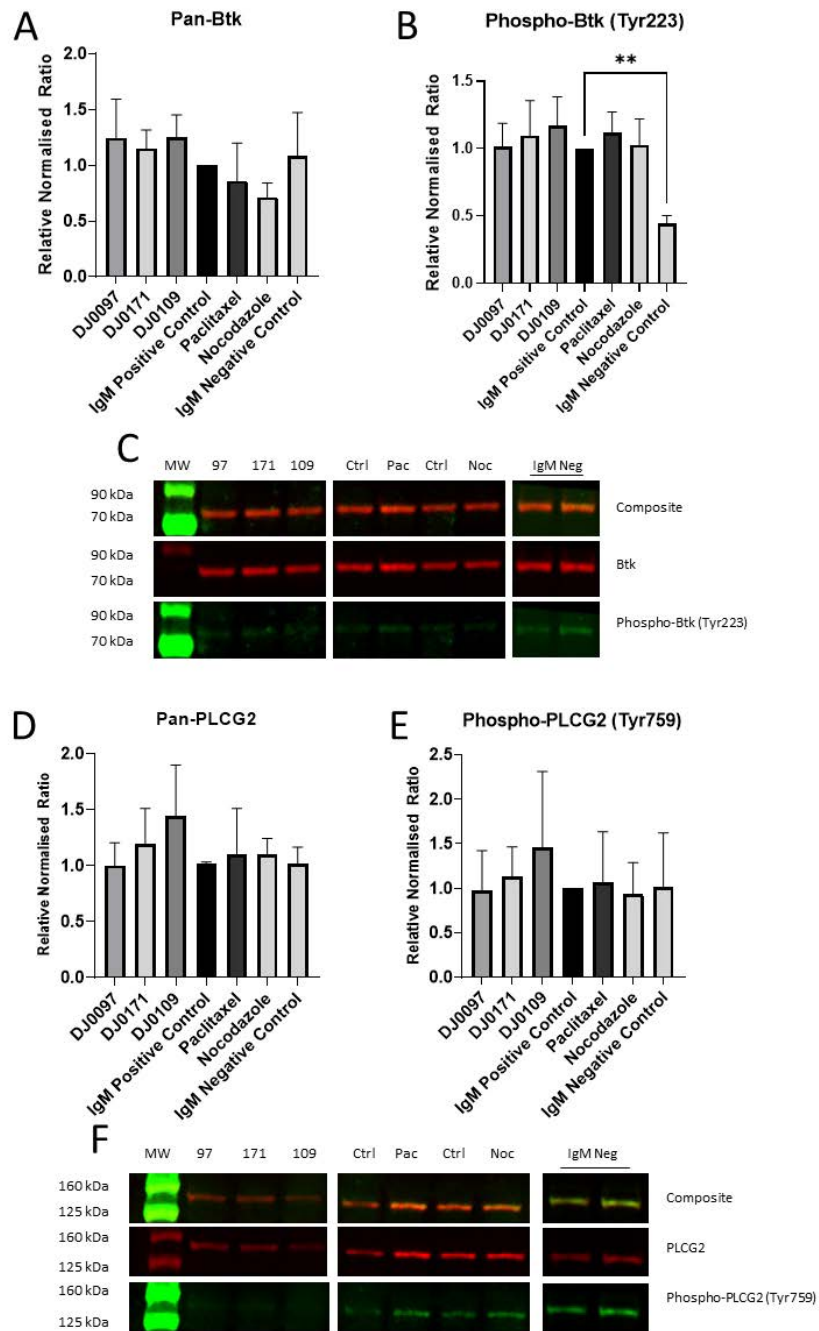 A
Pan-Btk
Relative Normalised Ratio
2.0
1.5
1.0
0.5
0.0
DJ0097
DJ0171
DJ0109
IgM Positive Control
Paclitaxel
Nocodazole
IgM Negative Control
B
Phospho-Btk (Tyr223)
**
Relative Normalised Ratio
1.5
1.0
0.5
0.0
DJ0097
DJ0171
DJ0109
IgM Positive Control
Paclitaxel
Nocodazole
IgM Negative Control
C
MW 97 171 109 Ctrl Pac Ctrl Noc IgM Neg
90 kDa
70 kDa
Composite
90 kDa
70 kDa
Btk
90 kDa
70 kDa
Phospho-Btk (Tyr223)
D
Pan-PLCG2
Relative Normalised Ratio
2.0
1.5
1.0
0.5
0.0
DJ0097
DJ0171
DJ0109
IgM Positive Control
Paclitaxel
Nocodazole
IgM Negative Control
E
Phospho-PLCG2 (Tyr759)
Relative Normalised Ratio
2.5
2.0
1.5
1.0
0.5
0.0
DJ0097
DJ0171
DJ0109
IgM Positive Control
Paclitaxel
Nocodazole
IgM Negative Control
F
MW 97 171 109 Ctrl Pac Ctrl Noc IgM Neg
160 kDa
125 kDa
Composite
160 kDa
125 kDa
PLCG2
160 kDa
125 kDa
Phospho-PLCG2 (Tyr759)